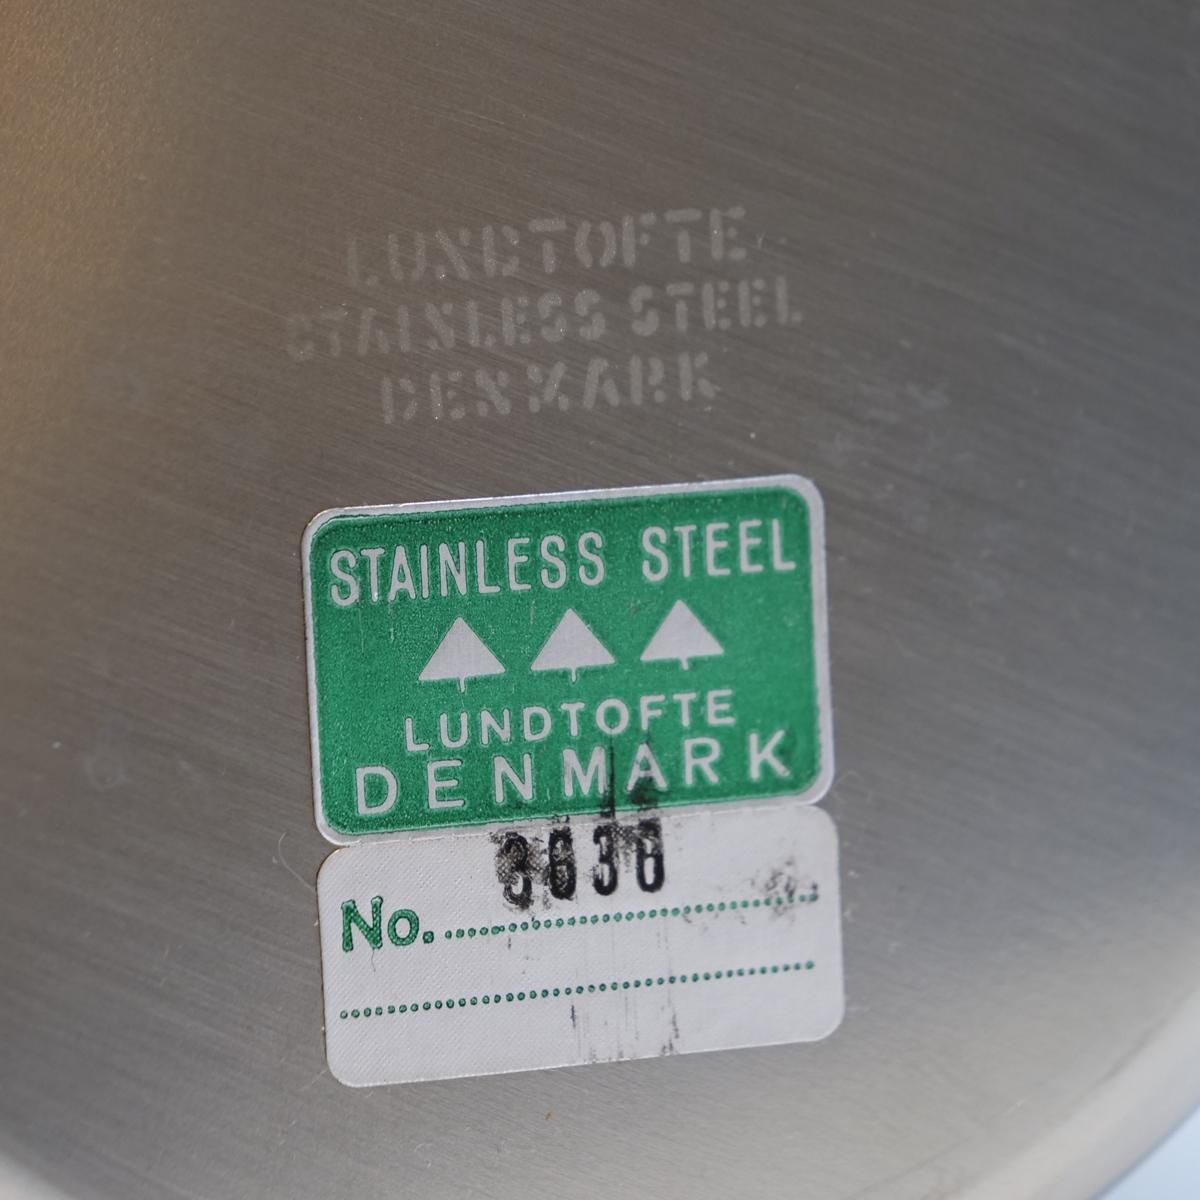 LUNDTOFTE
STAINLESS STEEL
DENMARK
STAINLESS STEEL
LUNDTOFTE
DENMARK
No.